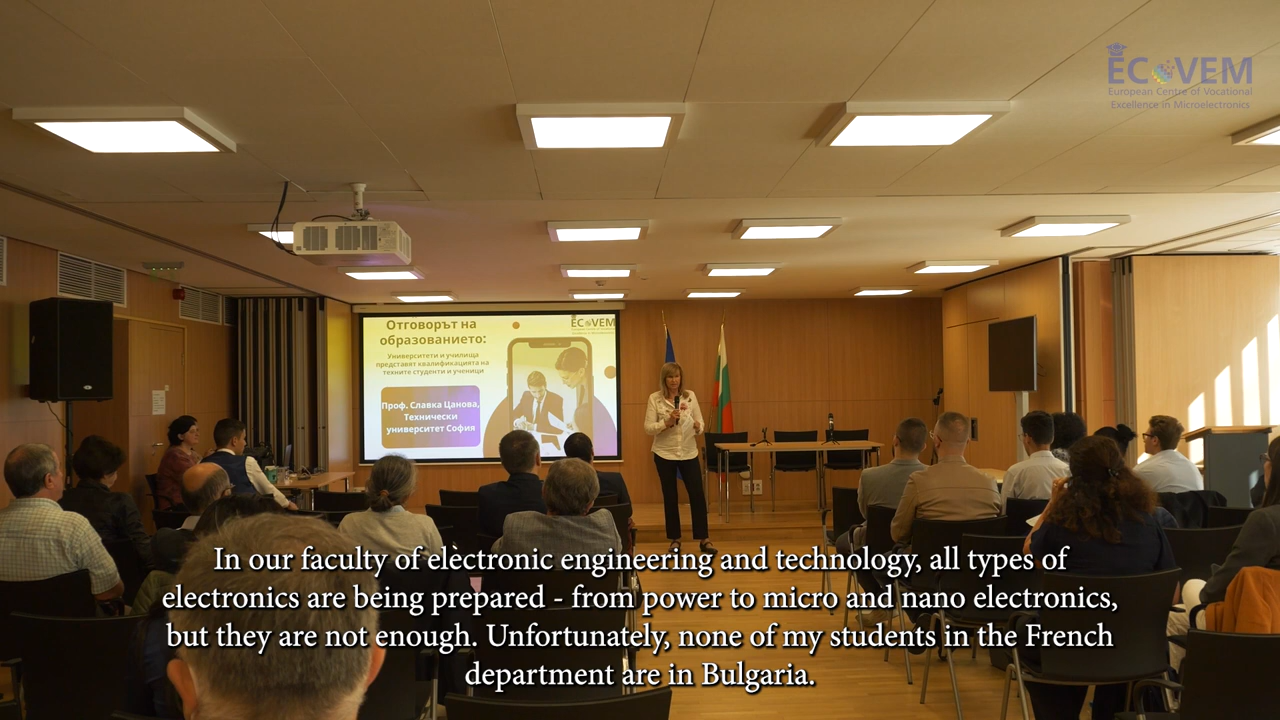 ECOVEM
European Centre of Vocational
Excellence in Microelectronics
Отговорът на
образованието:
ECOVEM
Университети и училища
представят квалификацията на
техните студенти и ученици
Проф. Славка Цанова,
Технически
университет София
In our faculty of electronic engineering and technology, all types of
electronics are being prepared - from power to micro and nano electronics,
but they are not enough. Unfortunately, none of my students in the French
department are in Bulgaria.